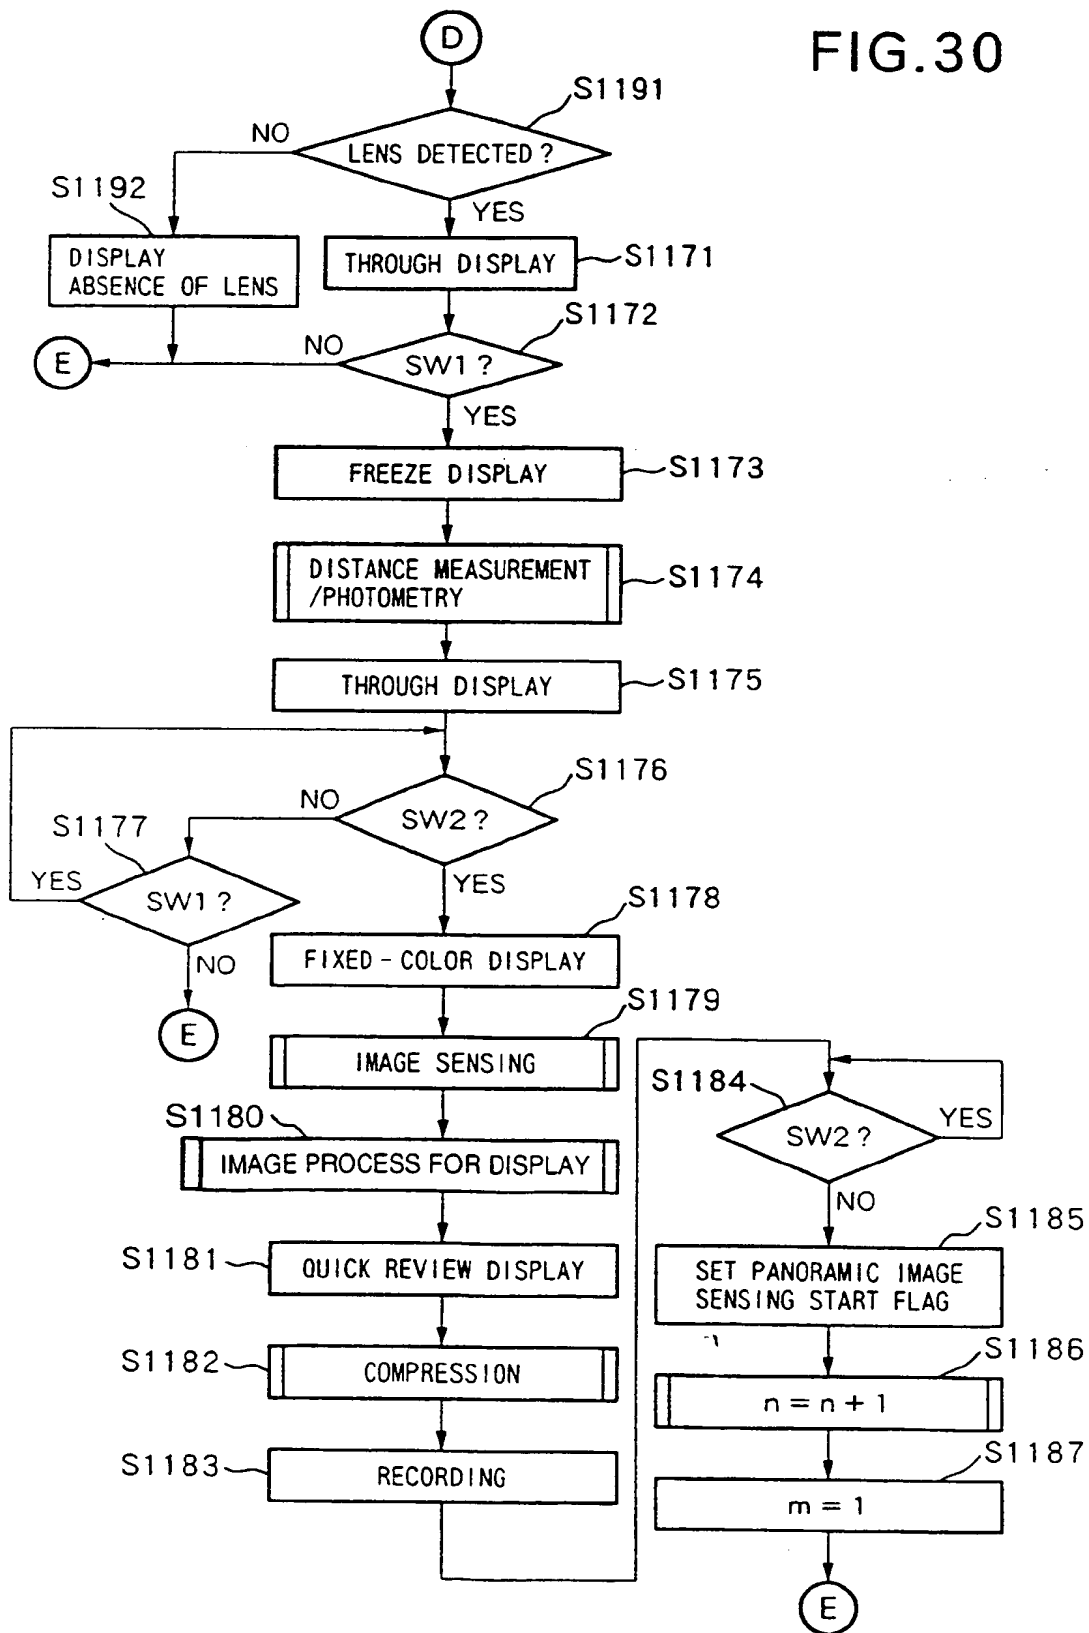 D
FIG.30
S1191
NO
LENS DETECTED ?
S1192
YES
DISPLAY
ABSENCE OF LENS
THROUGH DISPLAY
S1171
S1172
E
NO
SW1 ?
YES
FREEZE DISPLAY
S1173
DISTANCE MEASUREMENT
/PHOTOMETRY
S1174
THROUGH DISPLAY
S1175
S1176
NO
SW2 ?
S1177
YES
SW1 ?
YES
S1178
NO
FIXED-COLOR DISPLAY
E
S1179
IMAGE SENSING
S1180
IMAGE PROCESS FOR DISPLAY
S1181
QUICK REVIEW DISPLAY
S1182
COMPRESSION
S1183
RECORDING
S1184
SW2 ?
YES
NO
S1185
SET PANORAMIC IMAGE
SENSING START FLAG
S1186
n = n + 1
S1187
m = 1
E